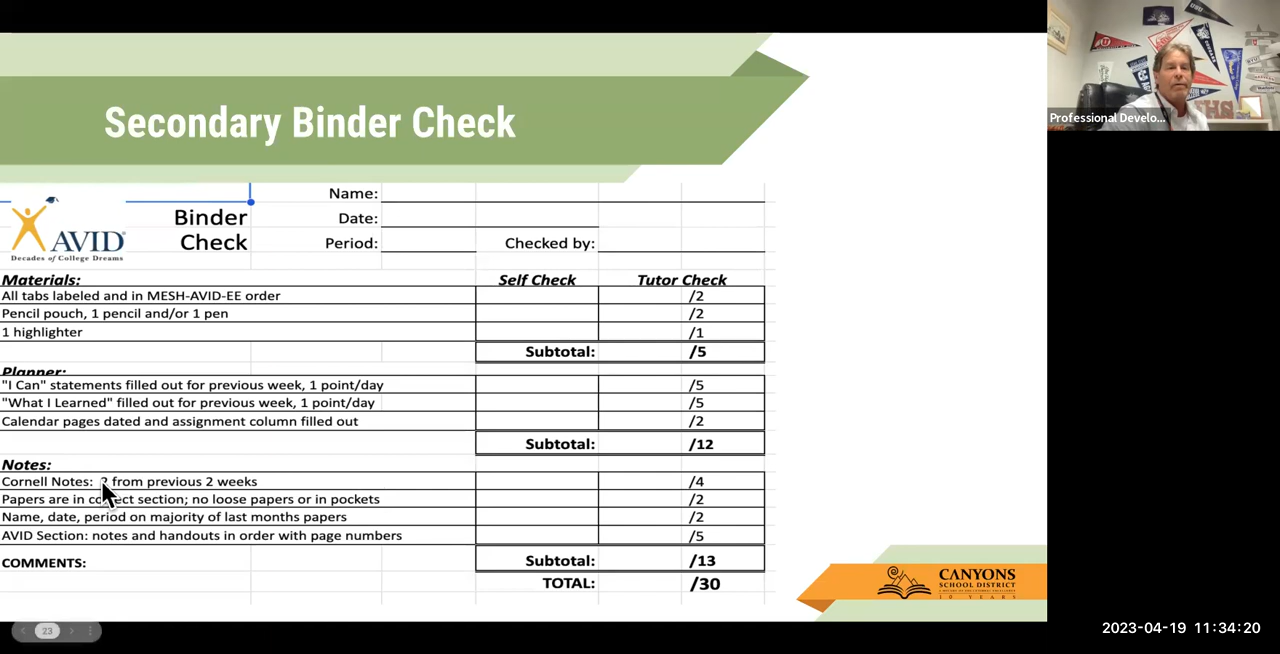 Secondary Binder Check
Name:
Binder
Check
Date:
Period:
Checked by:
AVID
Decades of College Dreams
Materials:
Self Check
Tutor Check
All tabs labeled and in MESH-AVID-EE order
/2
Pencil pouch, 1 pencil and/or 1 pen
/2
1 highlighter
/1
Subtotal:
/5
Planner:
"I Can" statements filled out for previous week, 1 point/day
/5
"What I Learned" filled out for previous week, 1 point/day
/5
Calendar pages dated and assignment column filled out
/2
Subtotal:
/12
Notes:
Cornell Notes: 2 from previous 2 weeks
/4
Papers are in correct section; no loose papers or in pockets
/2
Name, date, period on majority of last months papers
/2
AVID Section: notes and handouts in order with page numbers
/5
COMMENTS:
Subtotal:
/13
TOTAL:
/30
CANYONS
SCHOOL DISTRICT
10 YEARS
23
Professional Develo...
2023-04-19 11:34:20